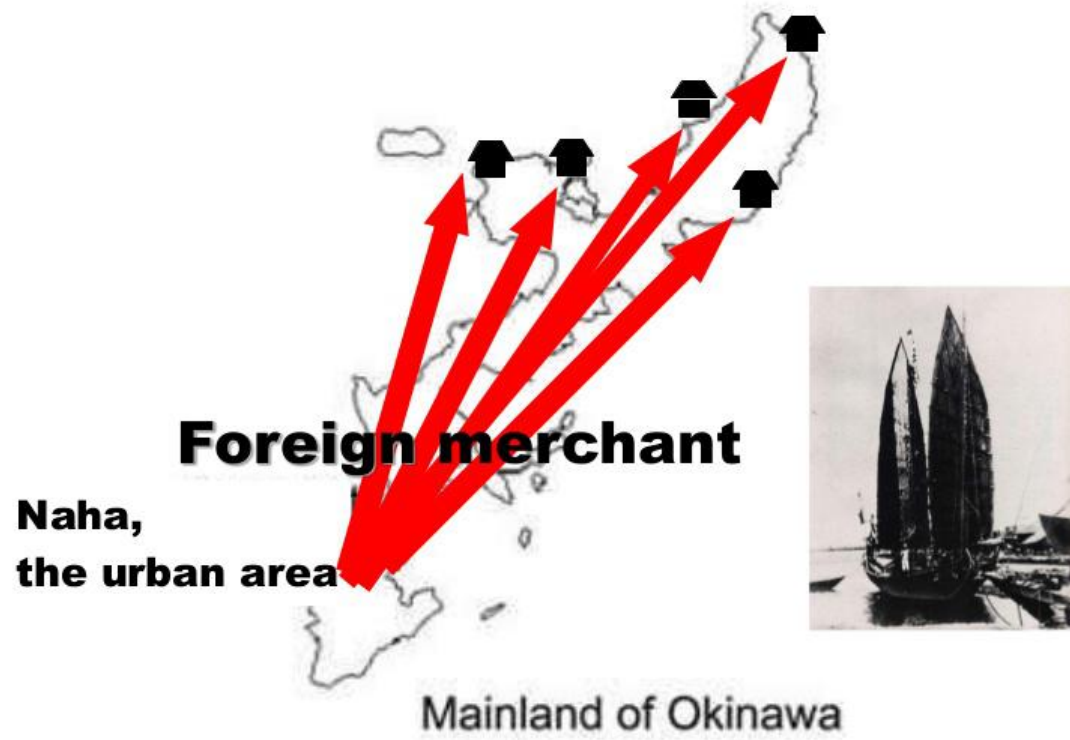 Foreign merchant
Naha,
the urban area
Mainland of Okinawa